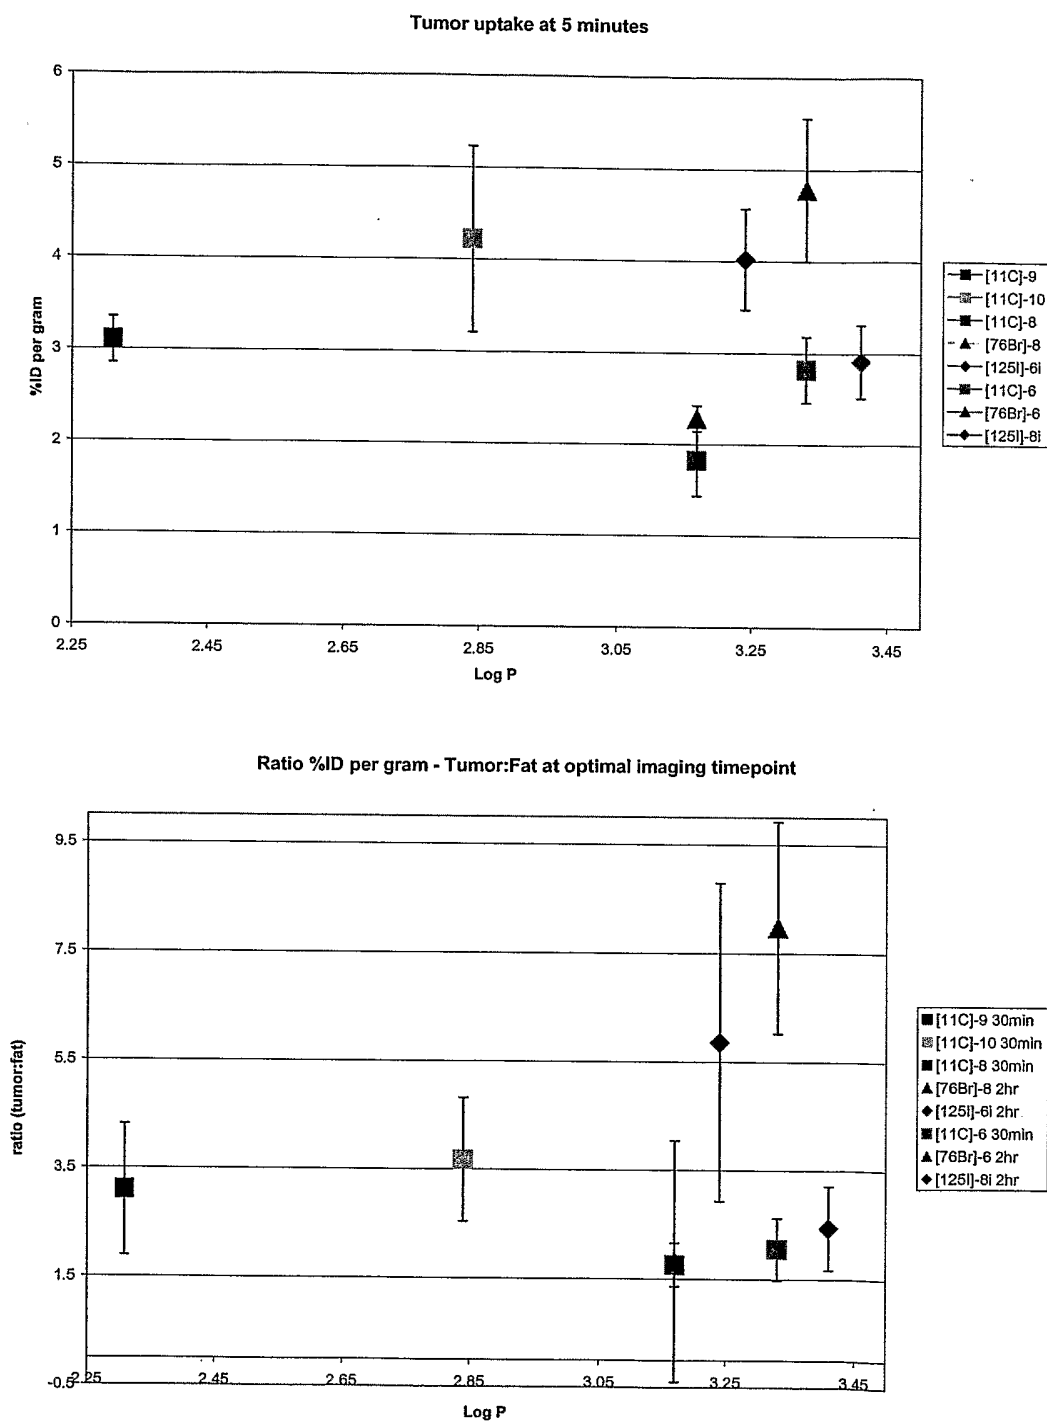 Tumor uptake at 5 minutes
6
5
4
3
2
1
0
%ID per gram
2.25 2.45 2.65 2.85 3.05 3.25 3.45
Log P
[11C]-9
[11C]-10
[11C]-8
[76Br]-8
[125I]-6i
[11C]-6
[76Br]-6
[125I]-8i
Ratio %ID per gram - Tumor:Fat at optimal imaging timepoint
9.5
7.5
5.5
3.5
1.5
-0.5
ratio (tumor:fat)
2.25 2.45 2.65 2.85 3.05 3.25 3.45
Log P
[11C]-9 30min
[11C]-10 30min
[11C]-8 30min
[76Br]-8 2hr
[125I]-6i 2hr
[11C]-6 30min
[76Br]-6 2hr
[125I]-8i 2hr